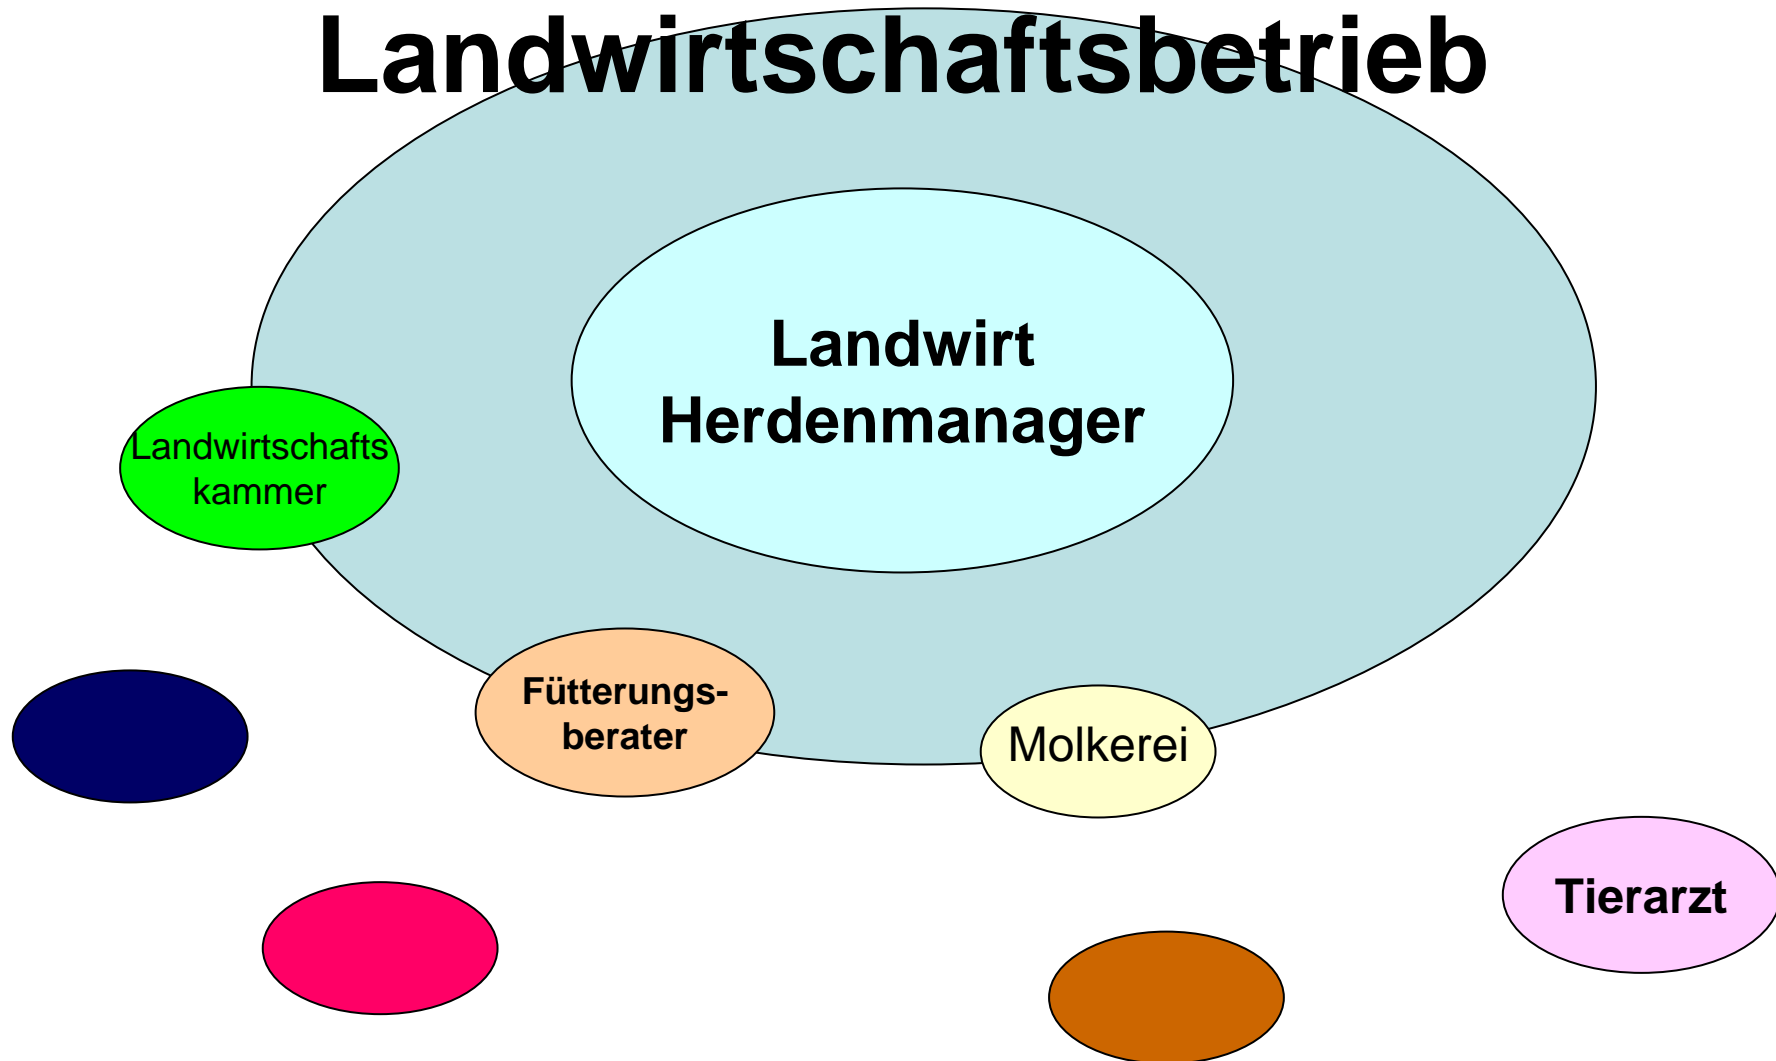 Landwirtschaftsbetrieb
Landwirt
Herdenmanager
Landwirtschafts
kammer
Fütterungs-
berater
Molkerei
Tierarzt